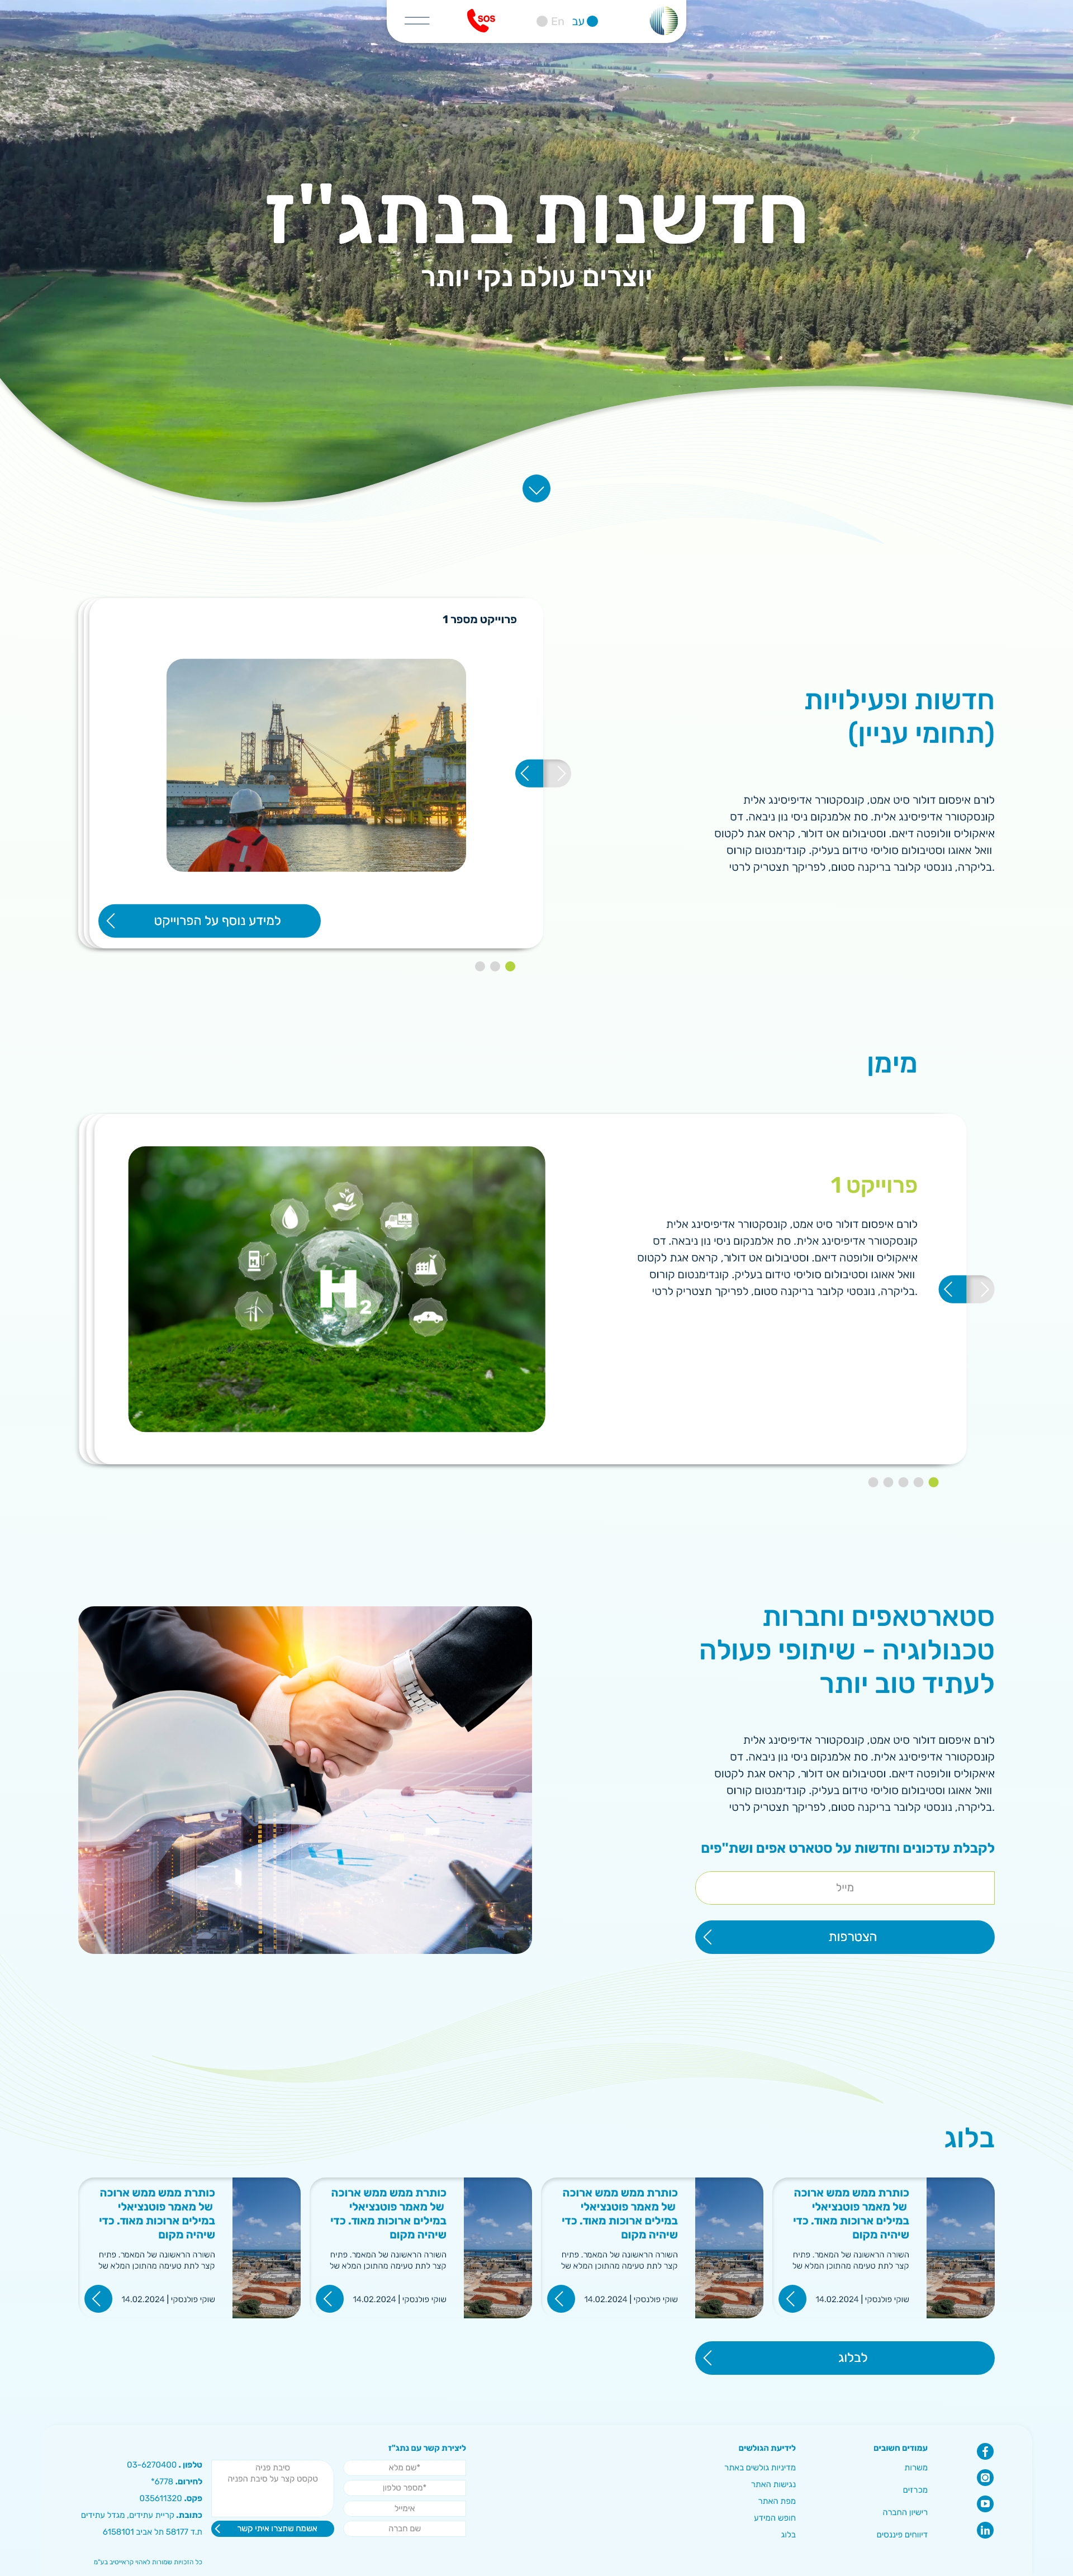 עב
En
SOS
חדשנות בנתג"ז
יוצרים עולם נקי יותר
חדשות ופעילויות
(תחומי עניין)
לורם איפסום דולור סיט אמט, קונסקטורר אדיפיסינג אלית
קונסקטורר אדיפיסינג אלית. סת אלמנקום ניסי נון ניבאה. דס
איאקוליס וולופטה דיאם. וסטיבולום אט דולור, קראס אגת לקטוס
וואל אאוגו וסטיבולום סוליסי טידום בעליק. קונדימנטום קורוס
.בליקרה, נונסטי קלובר בריקנה סטום, לפריקך תצטריק לרטי
פרוייקט מספר 1
למידע נוסף על הפרוייקט
מימן
פרוייקט 1
לורם איפסום דולור סיט אמט, קונסקטורר אדיפיסינג אלית
קונסקטורר אדיפיסינג אלית. סת אלמנקום ניסי נון ניבאה. דס
איאקוליס וולופטה דיאם. וסטיבולום אט דולור, קראס אגת לקטוס
וואל אאוגו וסטיבולום סוליסי טידום בעליק. קונדימנטום קורוס
.בליקרה, נונסטי קלובר בריקנה סטום, לפריקך תצטריק לרטי
H2
סטארטאפים וחברות
טכנולוגיה - שיתופי פעולה
לעתיד טוב יותר
לורם איפסום דולור סיט אמט, קונסקטורר אדיפיסינג אלית
קונסקטורר אדיפיסינג אלית. סת אלמנקום ניסי נון ניבאה. דס
איאקוליס וולופטה דיאם. וסטיבולום אט דולור, קראס אגת לקטוס
וואל אאוגו וסטיבולום סוליסי טידום בעליק. קונדימנטום קורוס
.בליקרה, נונסטי קלובר בריקנה סטום, לפריקך תצטריק לרטי
לקבלת עדכונים וחדשות על סטארט אפים ושת"פים
מייל
הצטרפות
בלוג
כותרת ממש ממש ארוכה
של מאמר פוטנציאלי
במילים ארוכות מאוד. כדי
שיהיה מקום
השורה הראשונה של המאמר. פתיח
קצר לתת טעימה מהתוכן המלא של
שוקי פולנסקי | 14.02.2024
כותרת ממש ממש ארוכה
של מאמר פוטנציאלי
במילים ארוכות מאוד. כדי
שיהיה מקום
השורה הראשונה של המאמר. פתיח
קצר לתת טעימה מהתוכן המלא של
שוקי פולנסקי | 14.02.2024
כותרת ממש ממש ארוכה
של מאמר פוטנציאלי
במילים ארוכות מאוד. כדי
שיהיה מקום
השורה הראשונה של המאמר. פתיח
קצר לתת טעימה מהתוכן המלא של
שוקי פולנסקי | 14.02.2024
כותרת ממש ממש ארוכה
של מאמר פוטנציאלי
במילים ארוכות מאוד. כדי
שיהיה מקום
השורה הראשונה של המאמר. פתיח
קצר לתת טעימה מהתוכן המלא של
שוקי פולנסקי | 14.02.2024
לבלוג
עמודים חשובים
משרות
מכרזים
רישיון החברה
דיווחים פיננסים
לידיעת הגולשים
מדיניות גולשים באתר
נגישות האתר
מפת האתר
חופש המידע
בלוג
ליצירת קשר עם נתג"ז
*שם מלא
*מספר טלפון
אימייל
שם חברה
סיבת פניה
טקסט קצר על סיבת הפניה
אשמח שתצרו איתי קשר
טלפון . 03-6270400
לחירום. 6778*
פקס. 035611320
כתובת. קריית עתידים, מגדל עתידים
ת.ד 58177 תל אביב 6158101
כל הזכויות שמורות לאהוי קראייטיב בע"מ